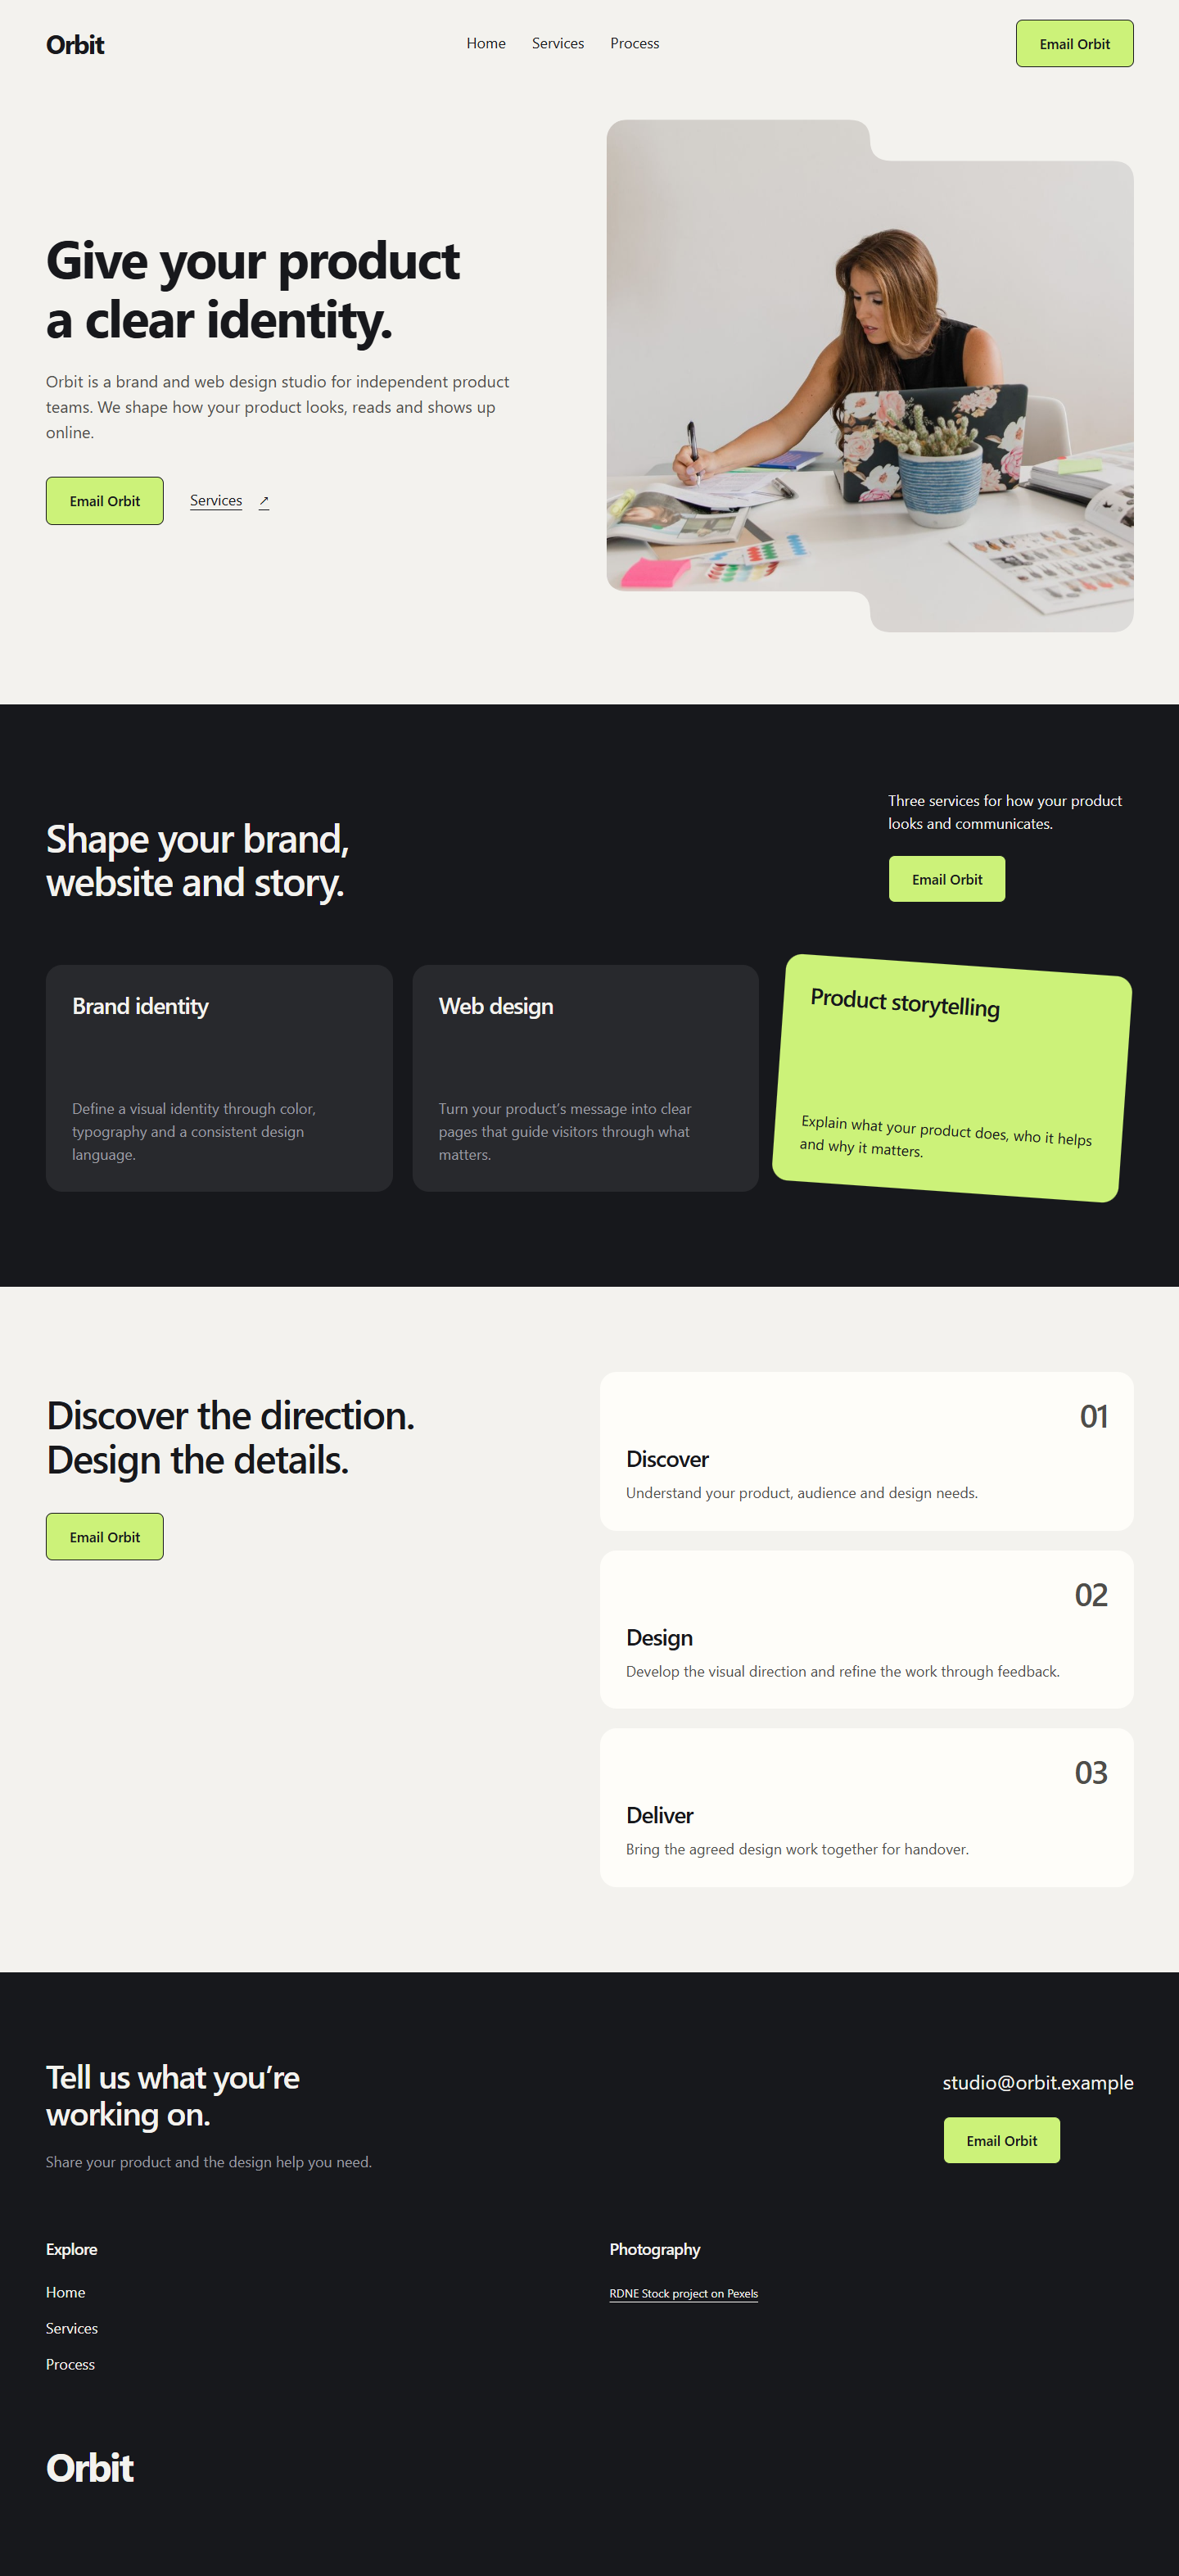 Orbit
Home
Services
Process
Email Orbit
Give your product
a clear identity.
Orbit is a brand and web design studio for independent product
teams. We shape how your product looks, reads and shows up
online.
Email Orbit
Services ↗
Shape your brand,
website and story.
Three services for how your product
looks and communicates.
Email Orbit
Brand identity
Define a visual identity through color,
typography and a consistent design
language.
Web design
Turn your product’s message into clear
pages that guide visitors through what
matters.
Product storytelling
Explain what your product does, who it helps
and why it matters.
Discover the direction.
Design the details.
Email Orbit
01
Discover
Understand your product, audience and design needs.
02
Design
Develop the visual direction and refine the work through feedback.
03
Deliver
Bring the agreed design work together for handover.
Tell us what you’re
working on.
Share your product and the design help you need.
studio@orbit.example
Email Orbit
Explore
Home
Services
Process
Photography
RDNE Stock project on Pexels
Orbit